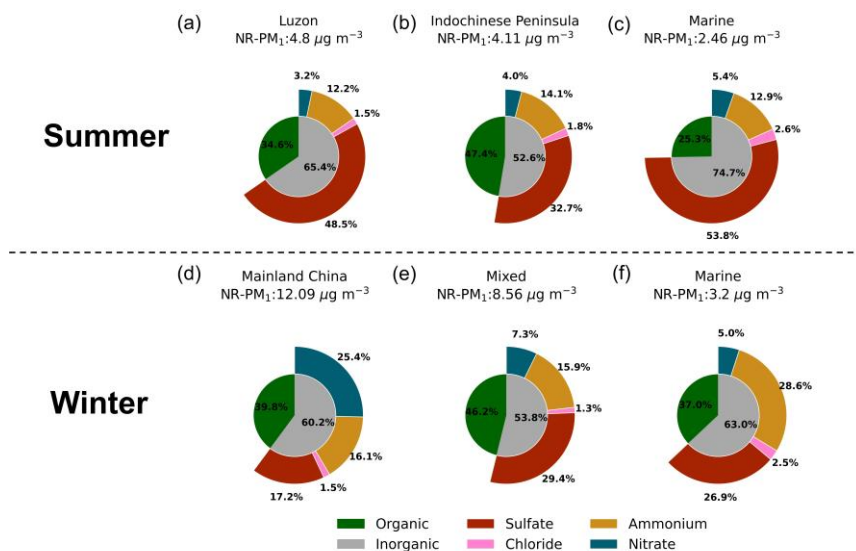 (a) Luzon
NR-PM₁:4.8 μg m⁻³
(b) Indochinese Peninsula
NR-PM₁:4.11 μg m⁻³
(c) Marine
NR-PM₁:2.46 μg m⁻³
Summer
3.2%
12.2%
1.5%
34.6%
65.4%
48.5%
4.0%
14.1%
1.8%
47.4%
52.6%
32.7%
5.4%
12.9%
2.6%
25.3%
74.7%
53.8%
(d) Mainland China
NR-PM₁:12.09 μg m⁻³
(e) Mixed
NR-PM₁:8.56 μg m⁻³
(f) Marine
NR-PM₁:3.2 μg m⁻³
Winter
25.4%
39.8%
60.2%
16.1%
1.5%
17.2%
7.3%
15.9%
1.3%
46.2%
53.8%
29.4%
5.0%
28.6%
37.0%
63.0%
2.5%
26.9%
Organic Sulfate Ammonium
Inorganic Chloride Nitrate